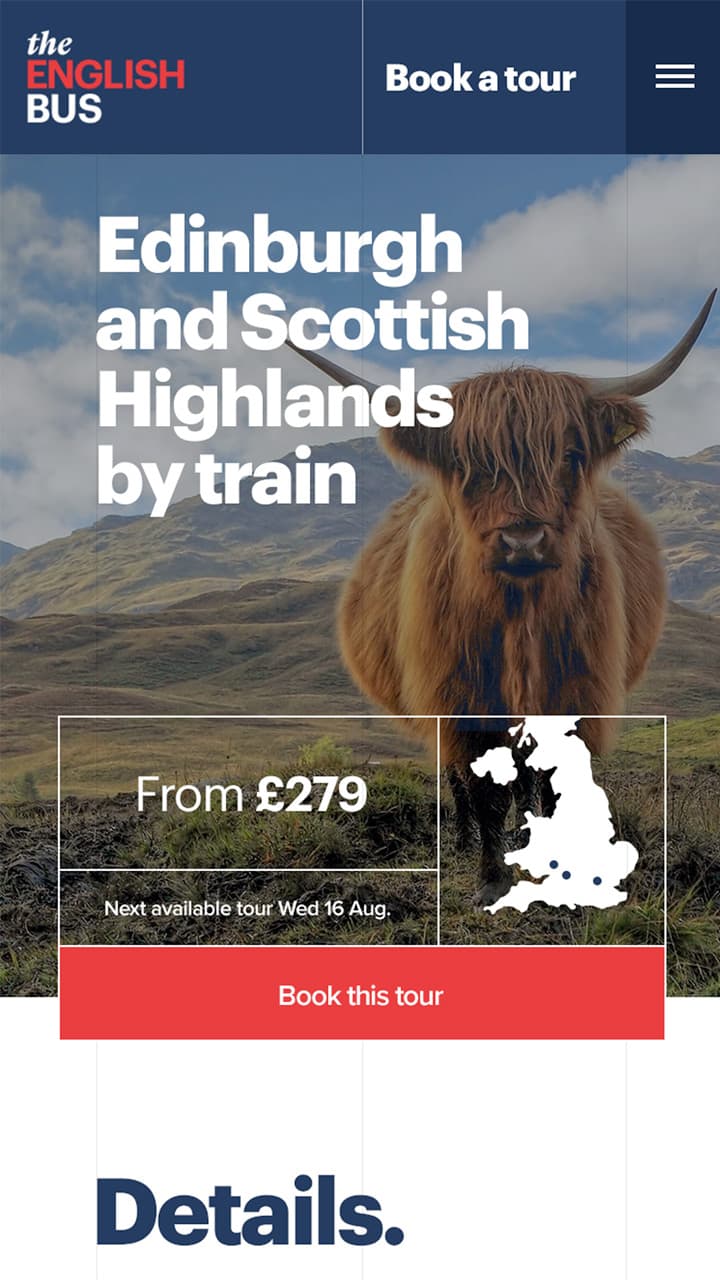 the
ENGLISH
BUS
Book a tour
Edinburgh
and Scottish
Highlands
by train
From £279
Next available tour Wed 16 Aug.
Book this tour
Details.